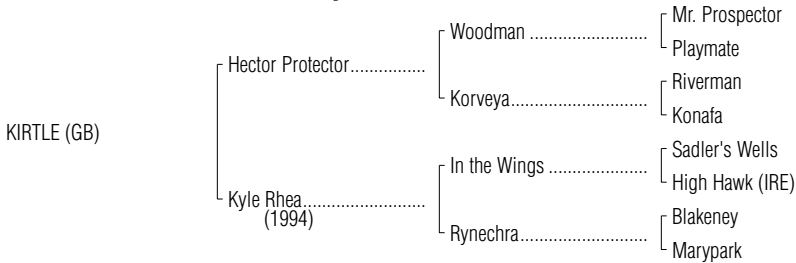 Mr. Prospector
Woodman ..........................
Playmate
Hector Protector................
Riverman
Korveya..............................
Konafa
KIRTLE (GB)
Sadler's Wells
In the Wings ......................
High Hawk (IRE)
Kyle Rhea..........................
(1994)
Blakeney
Rynechra............................
Marypark